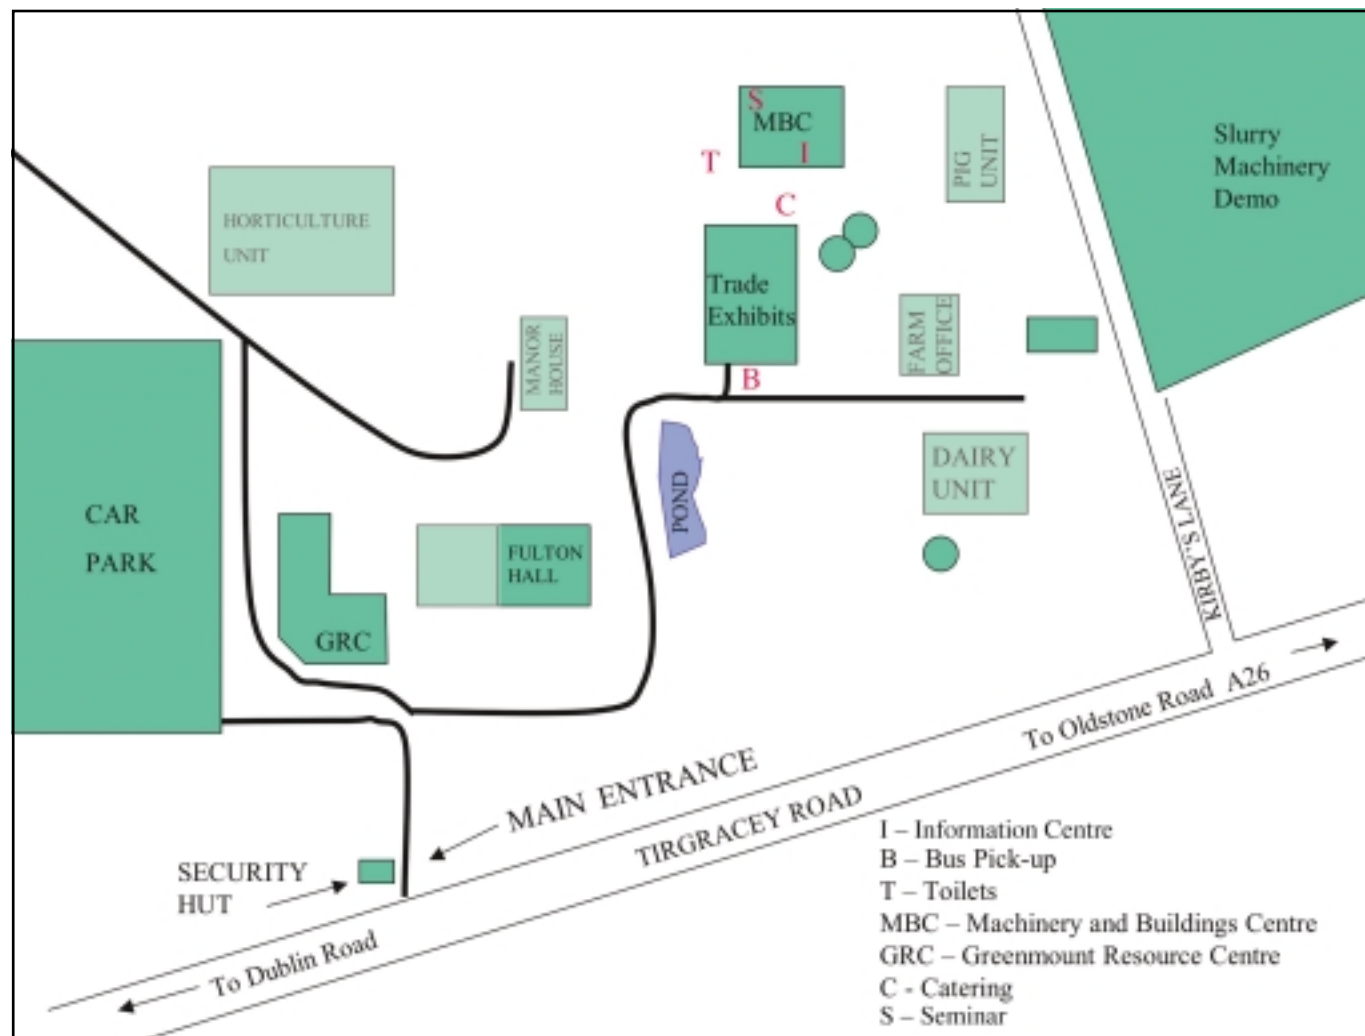 S
MBC
I
T
C
PIG
UNIT
Slurry
Machinery
Demo
HORTICULTURE
UNIT
Trade
Exhibits
FARM
OFFICE
MANOR
HOUSE
B
CAR
PARK
POND
DAIRY
UNIT
FULTON
HALL
GRC
KIRBY'S LANE
To Oldstone Road A26
MAIN ENTRANCE
TIRGRACEY ROAD
SECURITY
HUT
To Dublin Road
I – Information Centre
B – Bus Pick-up
T – Toilets
MBC – Machinery and Buildings Centre
GRC – Greenmount Resource Centre
C - Catering
S – Seminar